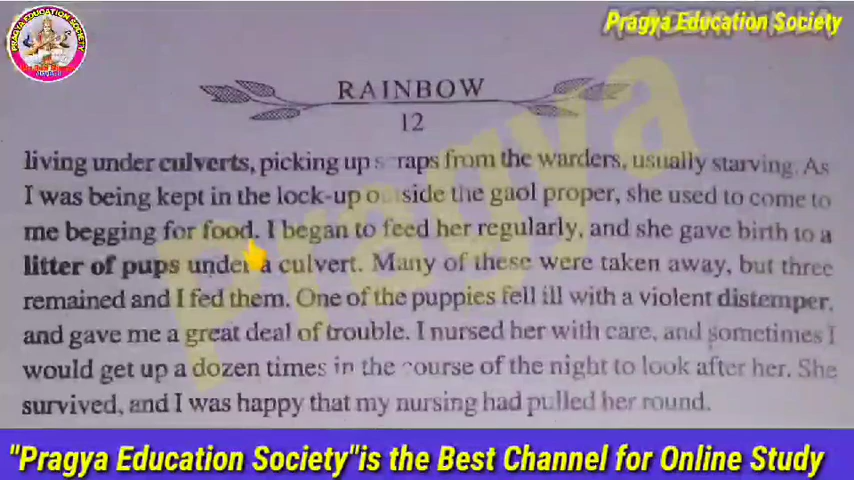 PRAGYA EDUCATION SOCIETY
Pragya Education Society
RAINBOW
12
living under culverts, picking up scraps from the warders, usually starving. As
I was being kept in the lock-up outside the gaol proper, she used to come to
me begging for food. I began to feed her regularly, and she gave birth to a
litter of pups under a culvert. Many of these were taken away, but three
remained and I fed them. One of the puppies fell ill with a violent distemper,
and gave me a great deal of trouble. I nursed her with care, and sometimes I
would get up a dozen times in the course of the night to look after her. She
survived, and I was happy that my nursing had pulled her round.
Pragya
"Pragya Education Society"is the Best Channel for Online Study